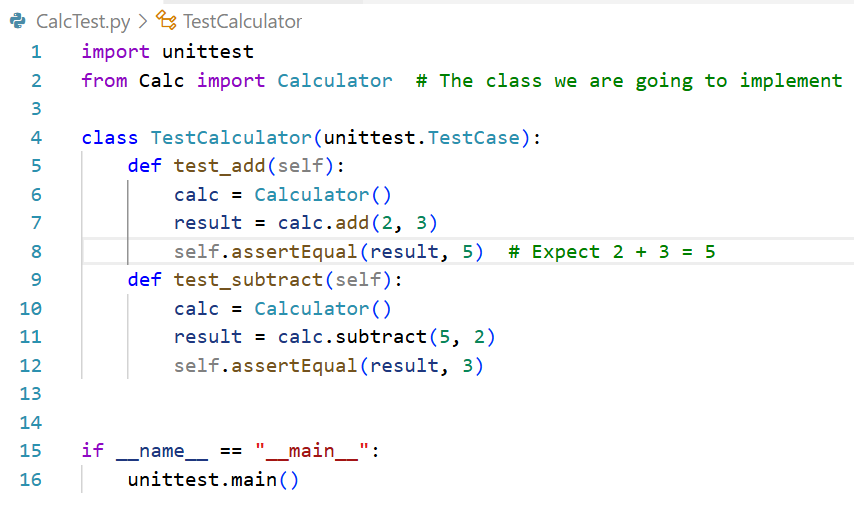 CalcTest.py > TestCalculator
1 import unittest
2 from Calc import Calculator  # The class we are going to implement
3
4 class TestCalculator(unittest.TestCase):
5     def test_add(self):
6         calc = Calculator()
7         result = calc.add(2, 3)
8         self.assertEqual(result, 5)  # Expect 2 + 3 = 5
9     def test_subtract(self):
10         calc = Calculator()
11         result = calc.subtract(5, 2)
12         self.assertEqual(result, 3)
13
14
15 if __name__ == "__main__":
16     unittest.main()